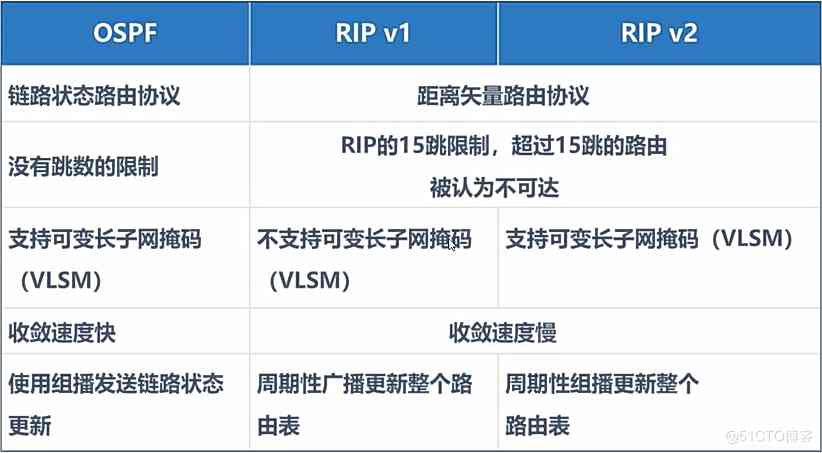 OSPF
RIP v1
RIP v2
链路状态路由协议
距离矢量路由协议
没有跳数的限制
RIP的15跳限制，超过15跳的路由
被认为不可达
支持可变长子网掩码
（VLSM）
不支持可变长子网掩码
（VLSM）
支持可变长子网掩码（VLSM）
收敛速度快
收敛速度慢
使用组播发送链路状态
更新
周期性广播更新整个路
由表
周期性组播更新整个
路由表
@51CTO博客